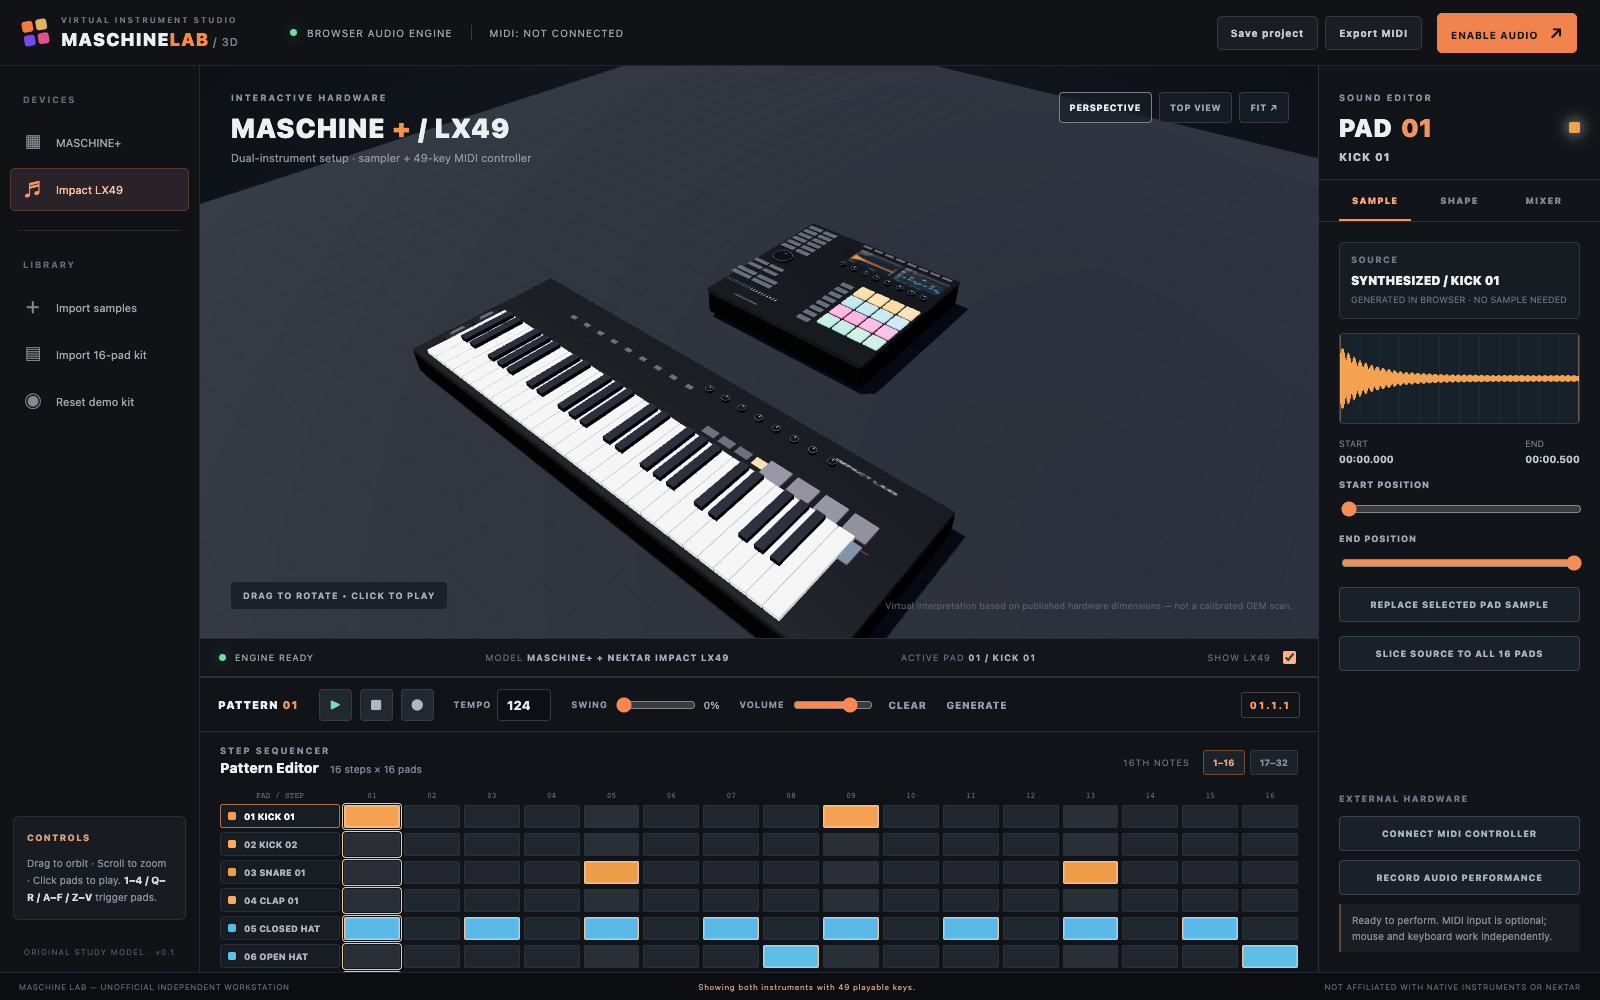 VIRTUAL INSTRUMENT STUDIO
MASCHINELAB / 3D
BROWSER AUDIO ENGINE
MIDI: NOT CONNECTED
Save project
Export MIDI
ENABLE AUDIO ↗
DEVICES
MASCHINE+
Impact LX49
LIBRARY
Import samples
Import 16-pad kit
Reset demo kit
CONTROLS
Drag to orbit · Scroll to zoom
· Click pads to play. 1–4 / Q–
R / A–F / Z–V trigger pads.
ORIGINAL STUDY MODEL · v0.1
INTERACTIVE HARDWARE
MASCHINE + / LX49
Dual-instrument setup · sampler + 49-key MIDI controller
PERSPECTIVE
TOP VIEW
FIT ↗
DRAG TO ROTATE • CLICK TO PLAY
Virtual interpretation based on published hardware dimensions — not a calibrated OEM scan.
ENGINE READY
MODEL MASCHINE+ + NEKTAR IMPACT LX49
ACTIVE PAD 01 / KICK 01
SHOW LX49
PATTERN 01
TEMPO 124
SWING 0%
VOLUME
CLEAR
GENERATE
01.1.1
STEP SEQUENCER
Pattern Editor 16 steps × 16 pads
16TH NOTES 1–16 17–32
PAD / STEP 01 02 03 04 05 06 07 08 09 10 11 12 13 14 15 16
01 KICK 01
02 KICK 02
03 SNARE 01
04 CLAP 01
05 CLOSED HAT
06 OPEN HAT
SOUND EDITOR
PAD 01
KICK 01
SAMPLE SHAPE MIXER
SOURCE
SYNTHESIZED / KICK 01
GENERATED IN BROWSER · NO SAMPLE NEEDED
START END
00:00.000 00:00.500
START POSITION
END POSITION
REPLACE SELECTED PAD SAMPLE
SLICE SOURCE TO ALL 16 PADS
EXTERNAL HARDWARE
CONNECT MIDI CONTROLLER
RECORD AUDIO PERFORMANCE
Ready to perform. MIDI input is optional;
mouse and keyboard work independently.
MASCHINE LAB — UNOFFICIAL INDEPENDENT WORKSTATION
Showing both instruments with 49 playable keys.
NOT AFFILIATED WITH NATIVE INSTRUMENTS OR NEKTAR